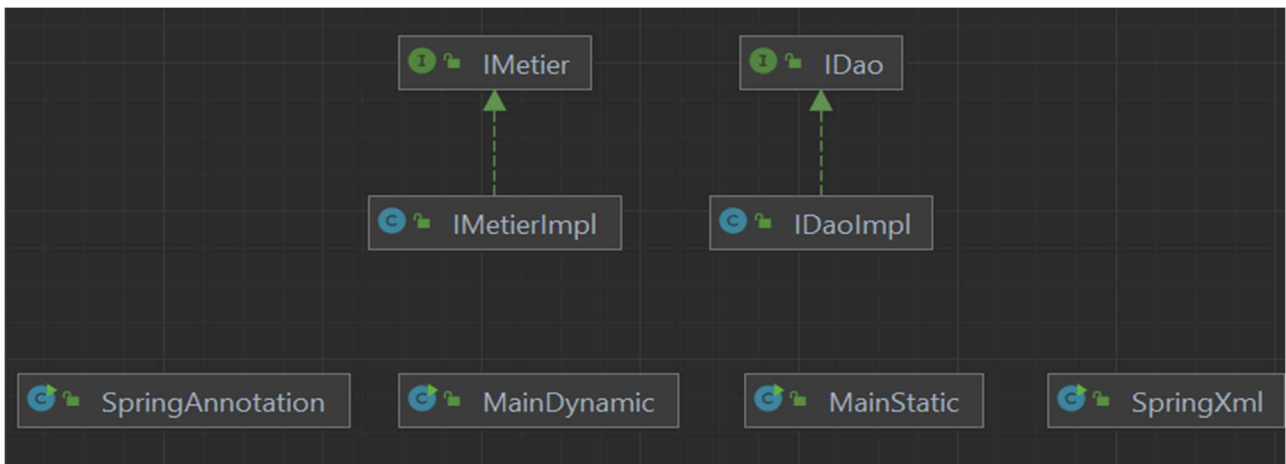 IMetier
IDao
IMetierImpl
IDaoImpl
SpringAnnotation
MainDynamic
MainStatic
SpringXml